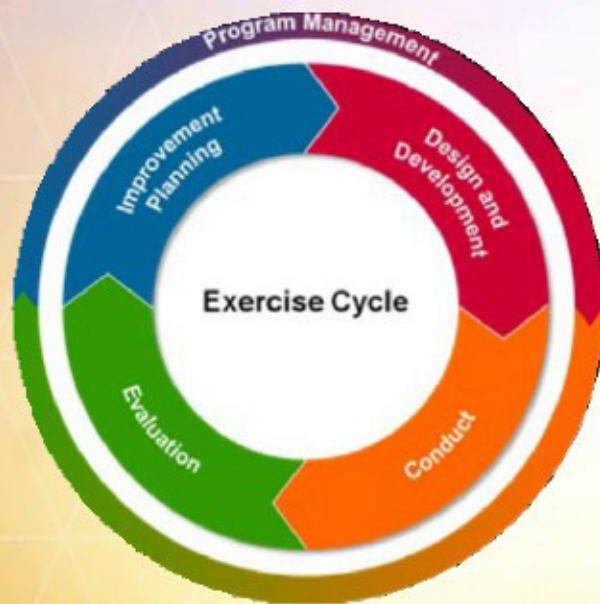 Program Management
Improvement
Planning
Design and
Development
Exercise Cycle
Evaluation
Conduct